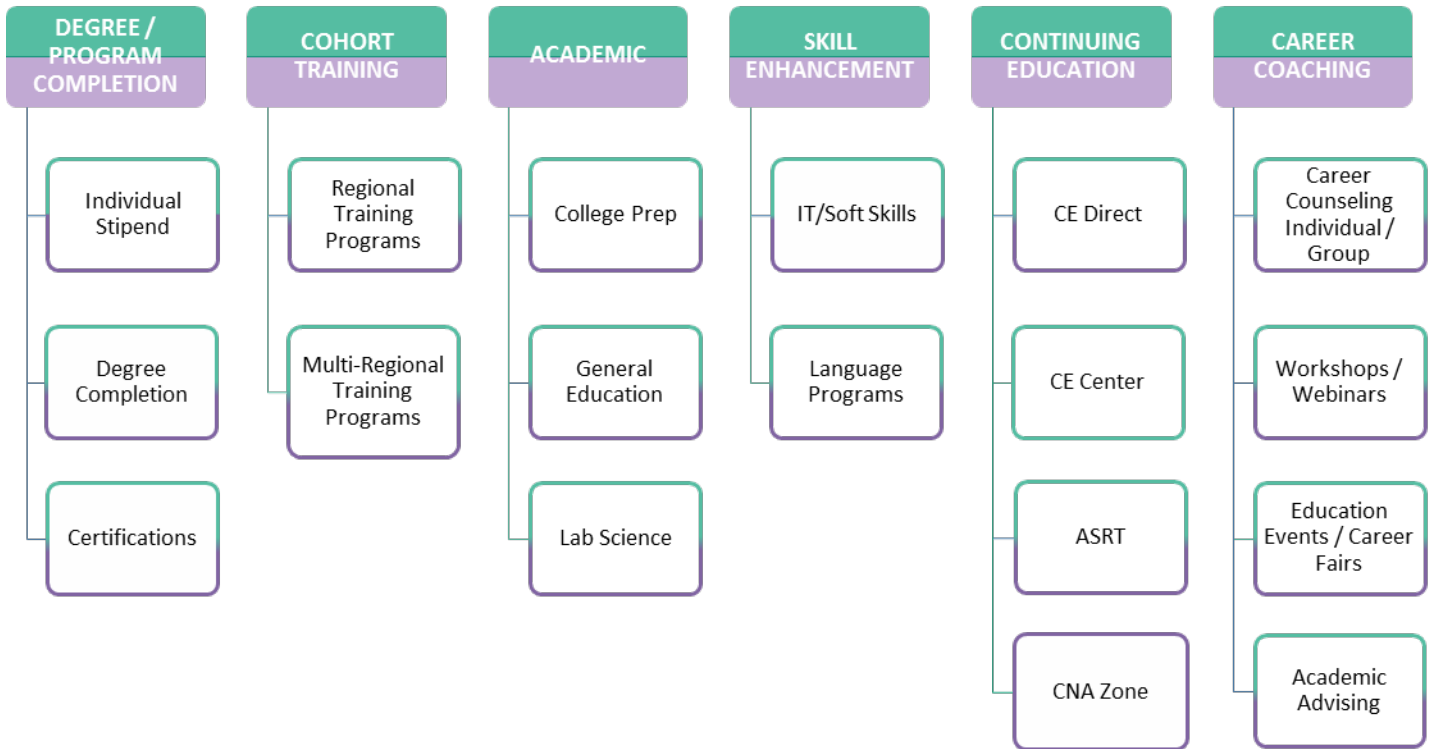 DEGREE /
PROGRAM
COMPLETION
Individual
Stipend
Degree
Completion
Certifications
COHORT
TRAINING
Regional
Training
Programs
Multi-Regional
Training
Programs
ACADEMIC
College Prep
General
Education
Lab Science
SKILL
ENHANCEMENT
IT/Soft Skills
Language
Programs
CONTINUING
EDUCATION
CE Direct
CE Center
ASRT
CNA Zone
CAREER
COACHING
Career
Counseling
Individual /
Group
Workshops /
Webinars
Education
Events / Career
Fairs
Academic
Advising